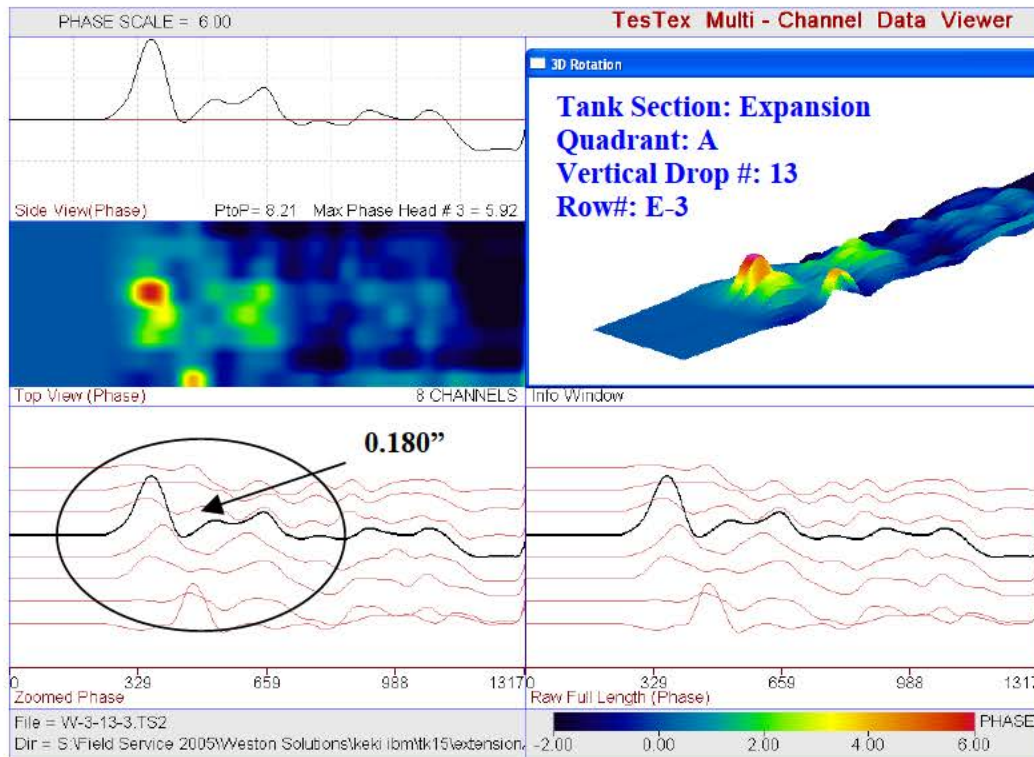 PHASE SCALE = 6.00
TesTex Multi - Channel Data Viewer
3D Rotation
Tank Section: Expansion
Quadrant: A
Vertical Drop #: 13
Row#: E-3
Side View(Phase) PtoP= 8.21 Max Phase Head # 3 = 5.92
Top View (Phase) 8 CHANNELS
Info Window
0.180”
0 329 659 988 1317
Zoomed Phase
0 329 659 988 1317
Raw Full Length (Phase)
File = W-3-13-3.TS2
Dir = S:\Field Service 2005\Weston Solutions\keki ibm\tk15\extension
PHASE
-2.00 0.00 2.00 4.00 6.00